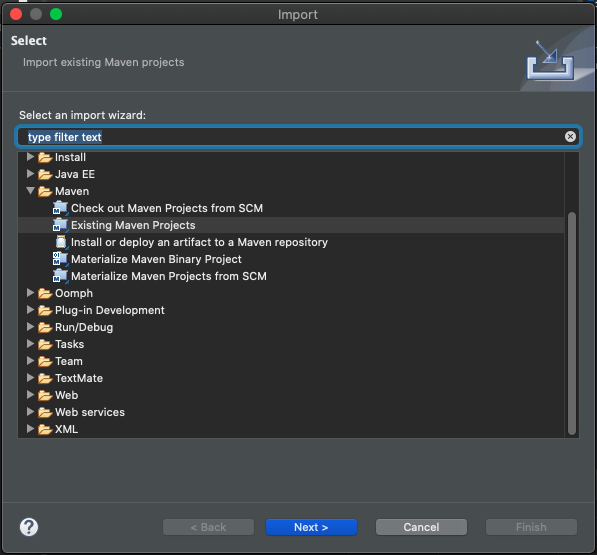 Import
Select
Import existing Maven projects
Select an import wizard:
type filter text
Install
Java EE
Maven
Check out Maven Projects from SCM
Existing Maven Projects
Install or deploy an artifact to a Maven repository
Materialize Maven Binary Project
Materialize Maven Projects from SCM
Oomph
Plug-in Development
Run/Debug
Tasks
Team
TextMate
Web
Web services
XML
? < Back Next > Cancel Finish